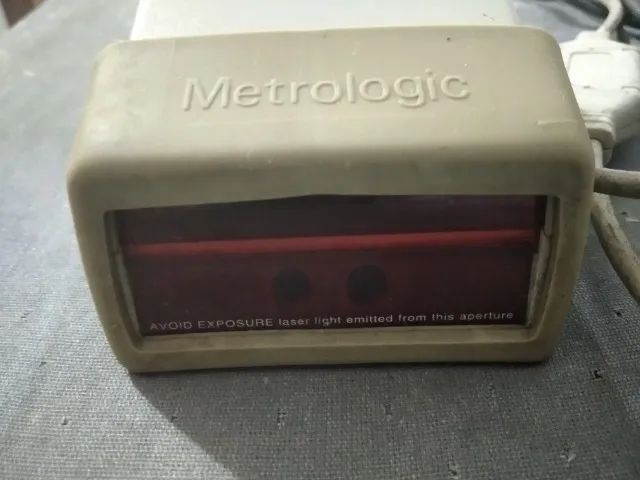 Metrologic
AVOID EXPOSURE laser light emitted from this aperture